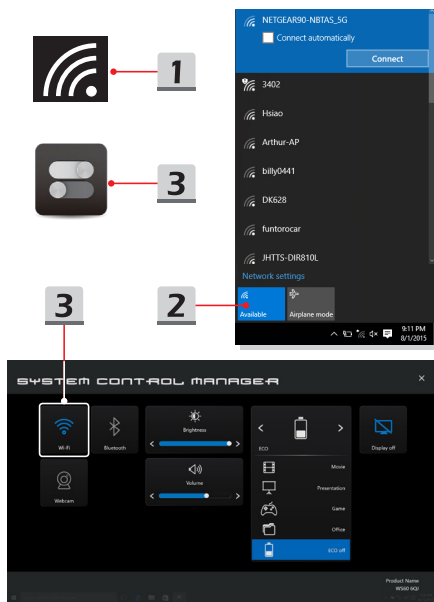 1
3
3
2
NETGEAR90-NBTAS_5G
Connect automatically
Connect
3402
Hsiao
Arthur-AP
billy0441
DK628
funtorocar
JHTTS-DIR810L
Network settings
Available
Airplane mode
9:11 PM
8/1/2015
SYSTEM CONTROL MANAGER
Wi-Fi
Bluetooth
Brightness
ECO
Display off
Webcam
Volume
Movie
Presentation
Game
Office
ECO off
Product Name
WS60 6QJ